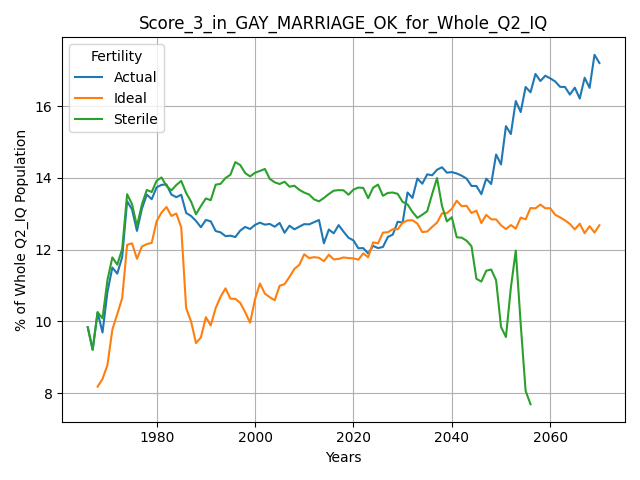 Score_3_in_GAY_MARRIAGE_OK_for_Whole_Q2_IQ
Fertility
Actual
Ideal
Sterile
% of Whole Q2_IQ Population
16
14
12
10
8
1980
2000
2020
2040
2060
Years